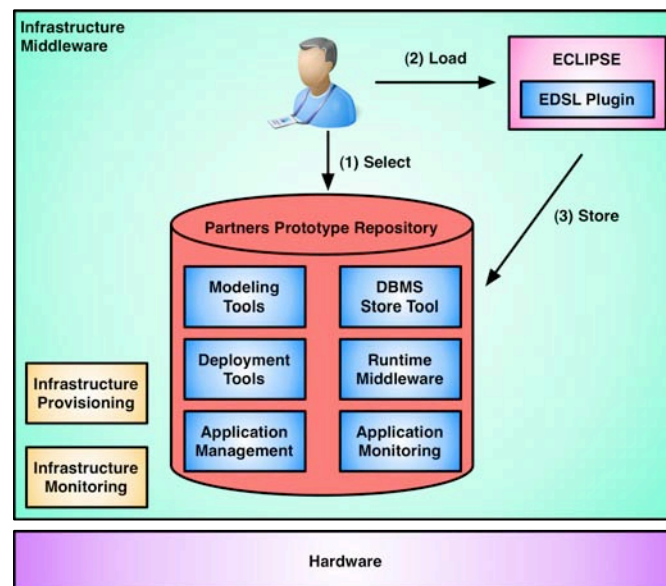 Infrastructure
Middleware
(2) Load
ECLIPSE
EDSL Plugin
(1) Select
(3) Store
Partners Prototype Repository
Modeling
Tools
DBMS
Store Tool
Deployment
Tools
Runtime
Middleware
Application
Management
Application
Monitoring
Infrastructure
Provisioning
Infrastructure
Monitoring
Hardware